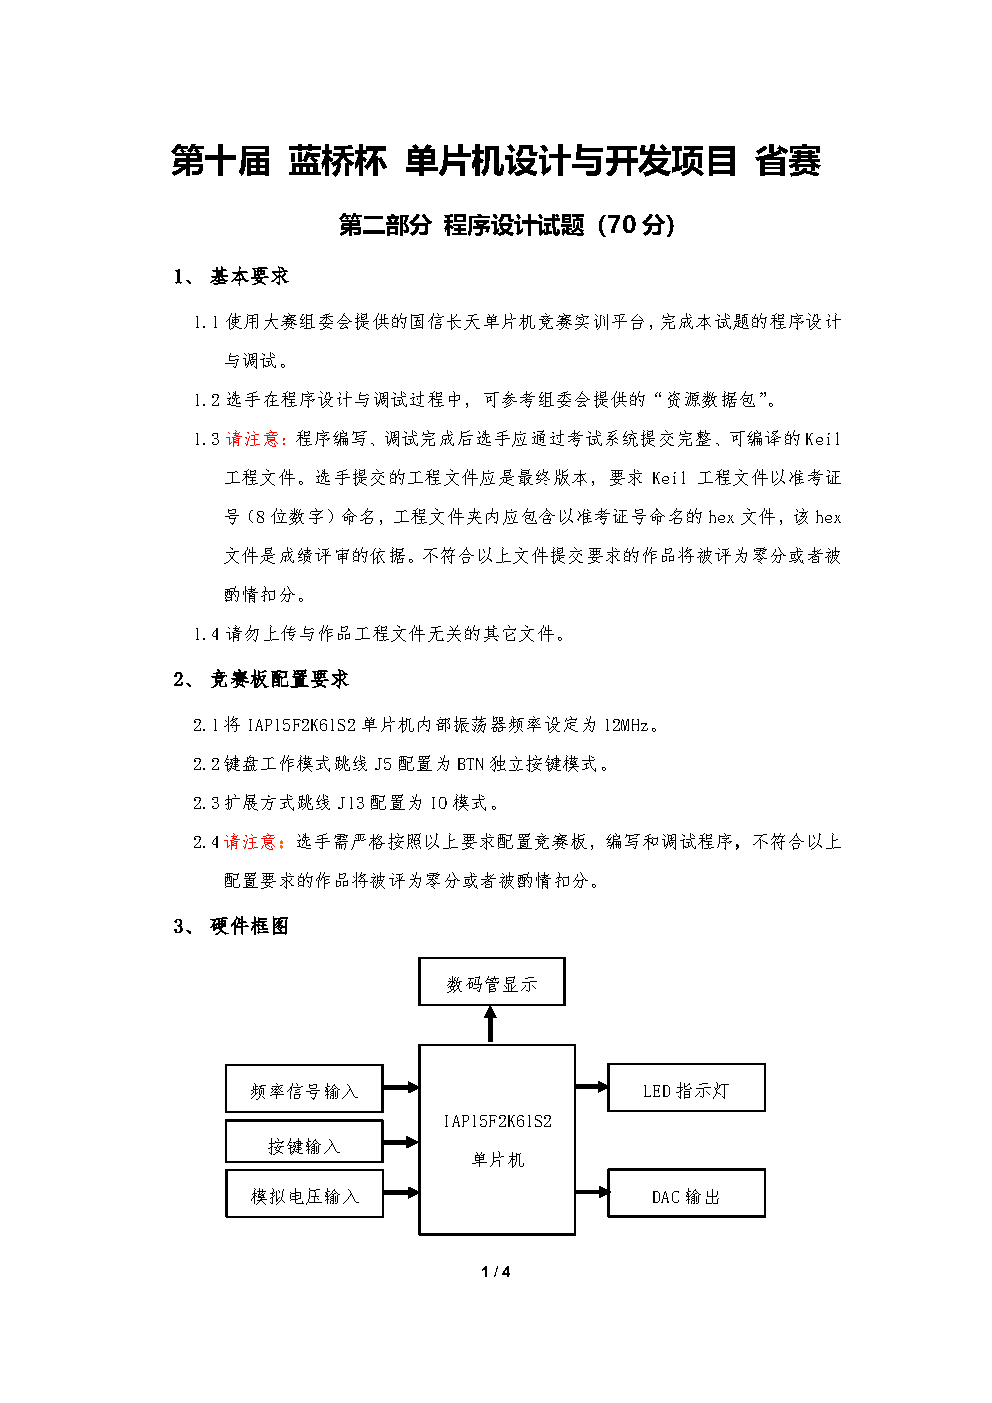 第十届 蓝桥杯 单片机设计与开发项目 省赛
第二部分 程序设计试题（70 分）
1、 基本要求
1.1 使用大赛组委会提供的国信长天单片机竞赛实训平台，完成本试题的程序设计
与调试。
1.2 选手在程序设计与调试过程中，可参考组委会提供的“资源数据包”。
1.3 请注意：程序编写、调试完成后选手应通过考试系统提交完整、可编译的 Keil
工程文件。选手提交的工程文件应是最终版本，要求 Keil 工程文件以准考证
号（8 位数字）命名，工程文件夹内应包含以准考证号命名的 hex 文件，该 hex
文件是成绩评审的依据。不符合以上文件提交要求的作品将被评为零分或者被
酌情扣分。
1.4 请勿上传与作品工程文件无关的其它文件。
2、 竞赛板配置要求
2.1 将 IAP15F2K61S2 单片机内部振荡器频率设定为 12MHz。
2.2 键盘工作模式跳线 J5 配置为 BTN 独立按键模式。
2.3 扩展方式跳线 J13 配置为 IO 模式。
2.4 请注意：选手需严格按照以上要求配置竞赛板，编写和调试程序，不符合以上
配置要求的作品将被评为零分或者被酌情扣分。
3、 硬件框图
数码管显示
频率信号输入
LED 指示灯
IAP15F2K61S2
按键输入
单片机
模拟电压输入
DAC 输出
1 / 4